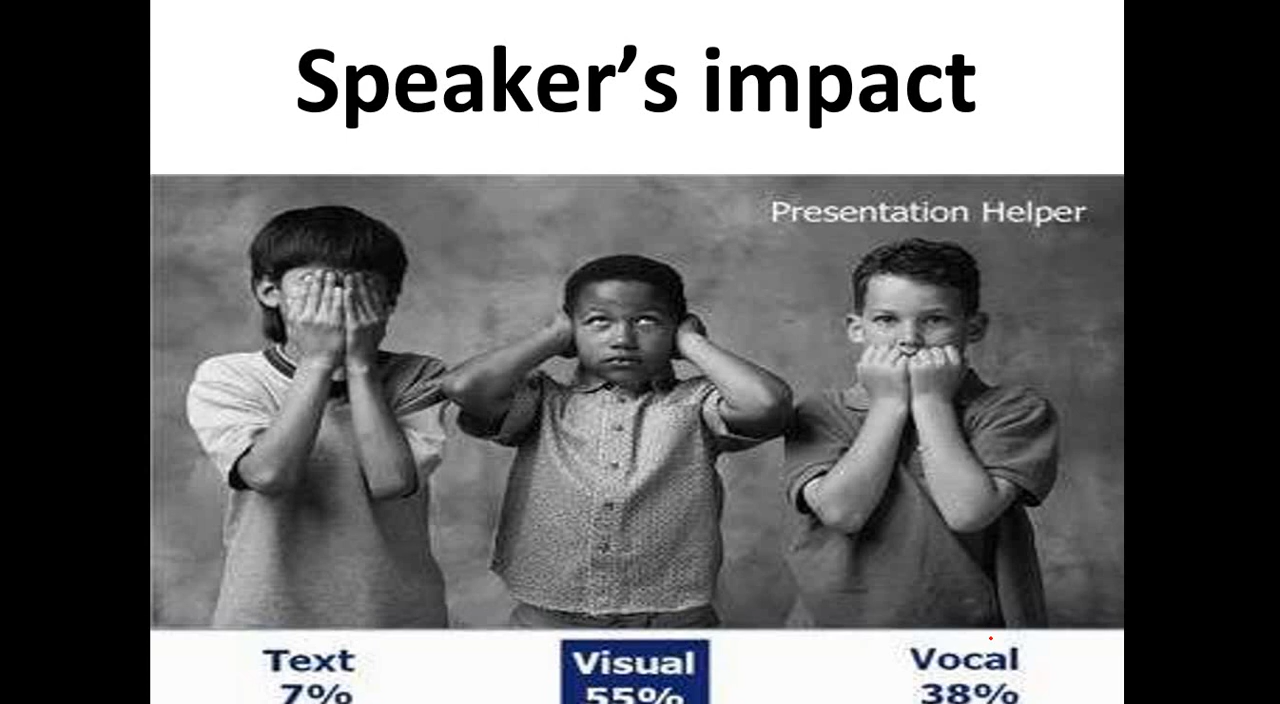 Speaker’s impact
Presentation Helper
Text Visual Vocal
7% 55% 38%